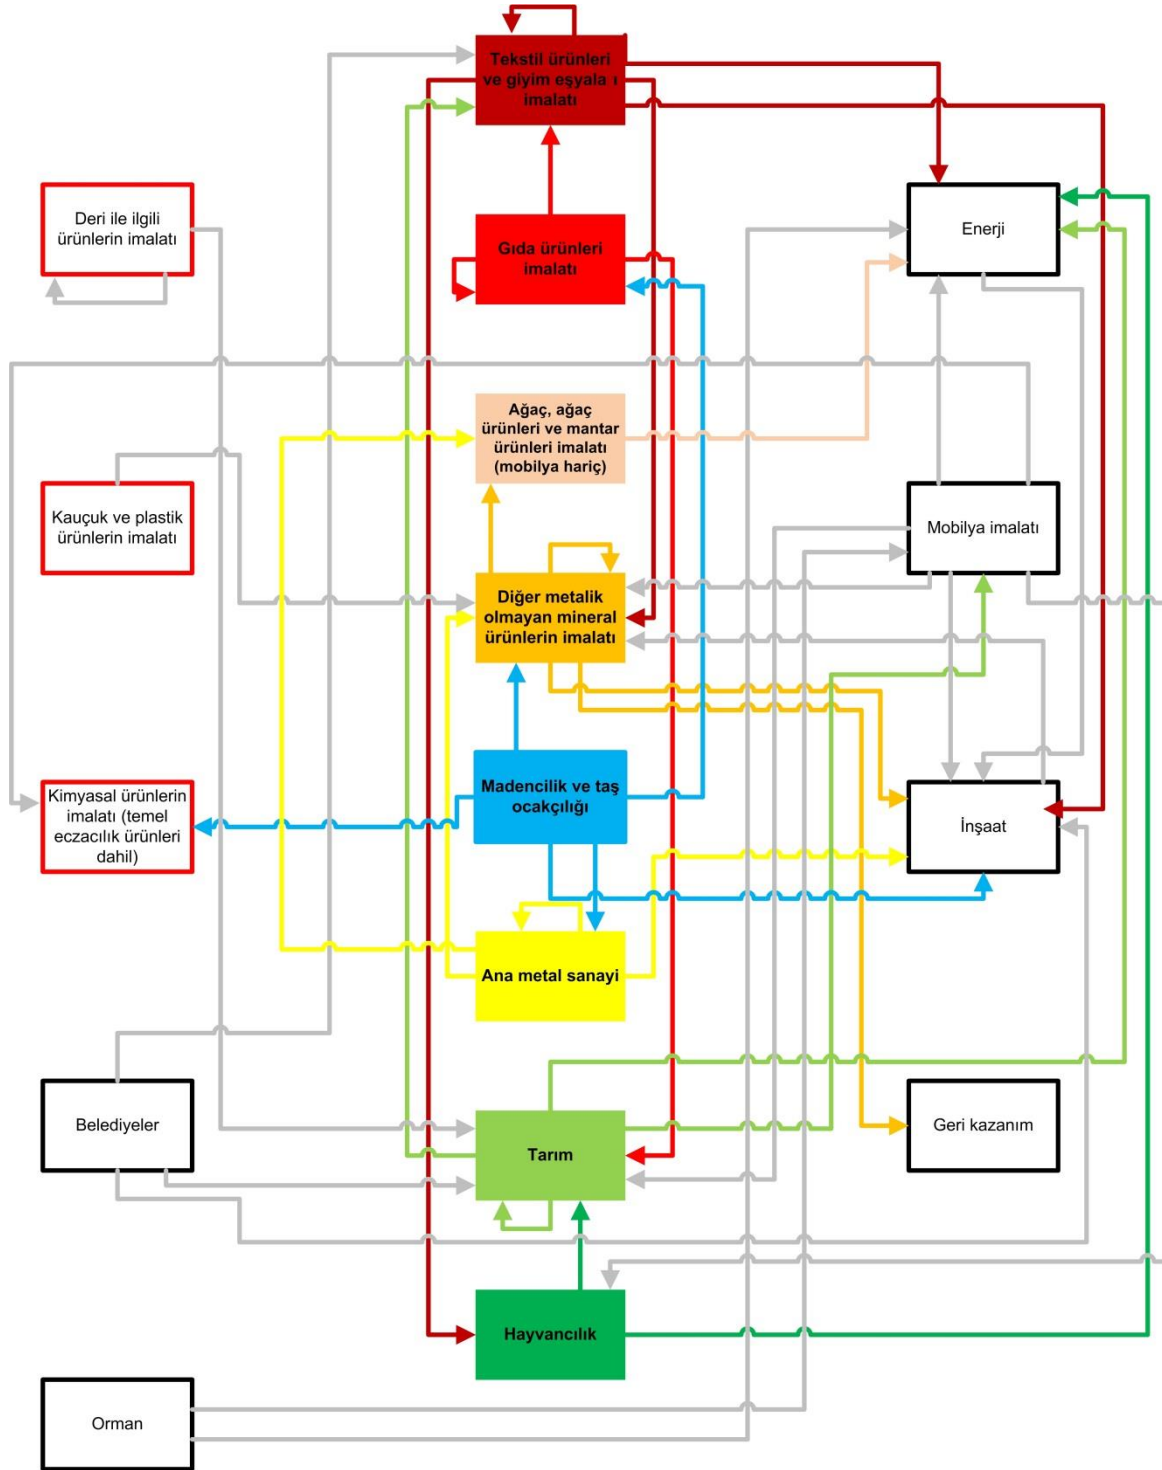 Tekstil ürünleri
ve giyim eşyala ı
imalatı
Deri ile ilgili
ürünlerin imalatı
Gıda ürünleri
imalatı
Enerji
Ağaç, ağaç
ürünleri ve mantar
ürünleri imalatı
(mobilya hariç)
Kauçuk ve plastik
ürünlerin imalatı
Mobilya imalatı
Diğer metalik
olmayan mineral
ürünlerin imalatı
Kimyasal ürünlerin
imalatı (temel
eczacılık ürünleri
dahil)
Madencilik ve taş
ocakçılığı
İnşaat
Ana metal sanayi
Belediyeler
Tarım
Geri kazanım
Hayvancılık
Orman